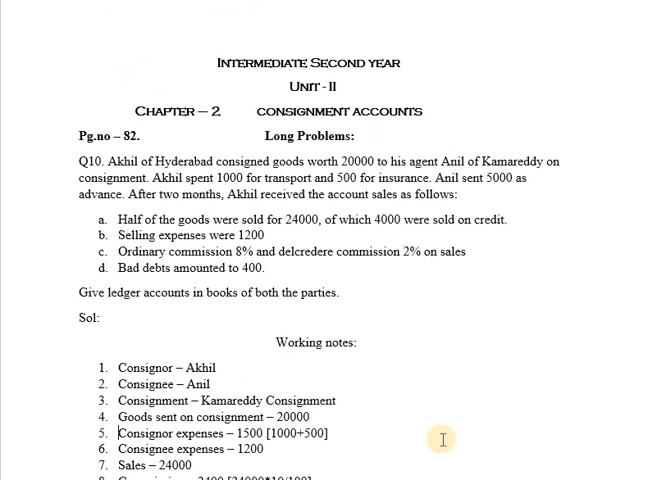 INTERMEDIATE SECOND YEAR
UNIT - II
CHAPTER – 2 CONSIGNMENT ACCOUNTS
Pg.no – 82. Long Problems:
Q10. Akhil of Hyderabad consigned goods worth 20000 to his agent Anil of Kamareddy on
consignment. Akhil spent 1000 for transport and 500 for insurance. Anil sent 5000 as
advance. After two months, Akhil received the account sales as follows:
a. Half of the goods were sold for 24000, of which 4000 were sold on credit.
b. Selling expenses were 1200
c. Ordinary commission 8% and delcredere commission 2% on sales
d. Bad debts amounted to 400.
Give ledger accounts in books of both the parties.
Sol:
Working notes:
1. Consignor – Akhil
2. Consignee – Anil
3. Consignment – Kamareddy Consignment
4. Goods sent on consignment – 20000
5. Consignor expenses – 1500 [1000+500]
6. Consignee expenses – 1200
7. Sales – 24000
8. Commission – 2400 [24000*10/100]